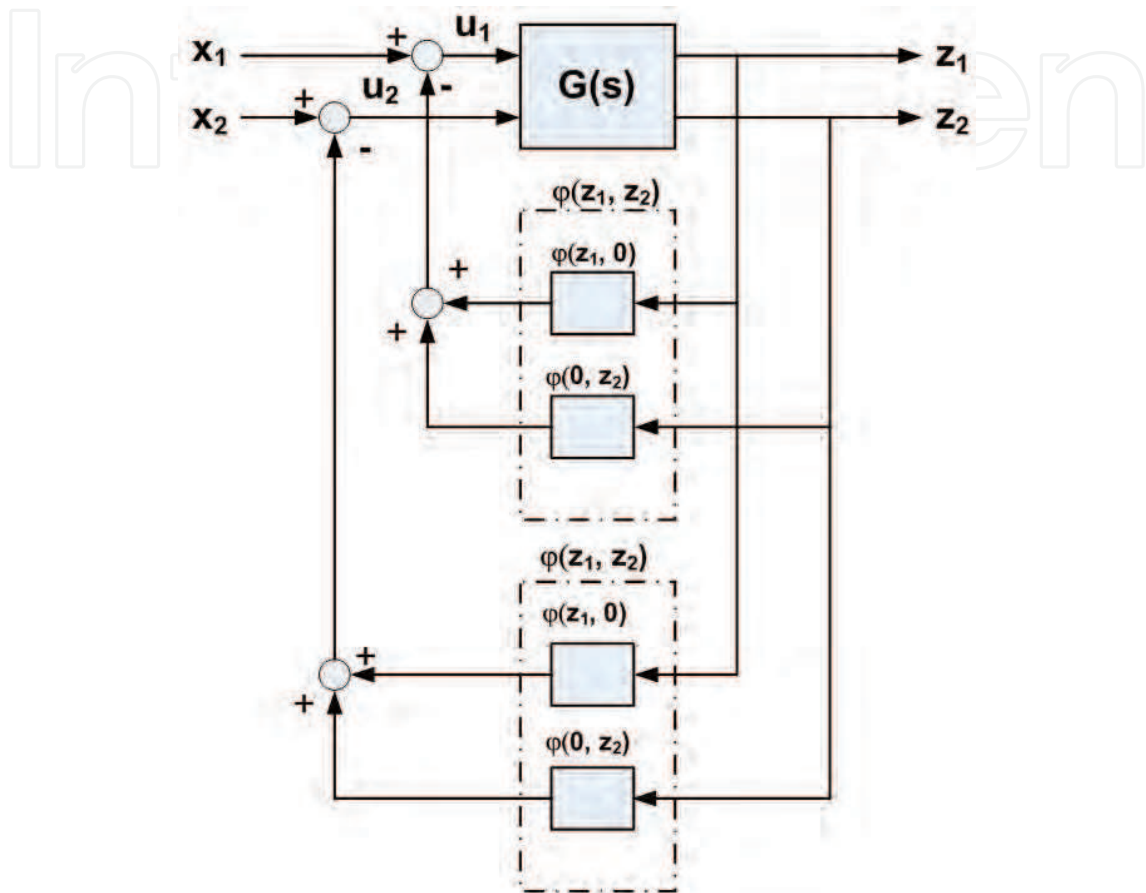 x₁ + u₁ G(s) z₁
x₂ + u₂ - z₂
-
φ(z₁, z₂)
φ(z₁, 0)
+
+
φ(0, z₂)
φ(z₁, z₂)
φ(z₁, 0)
+
+
φ(0, z₂)